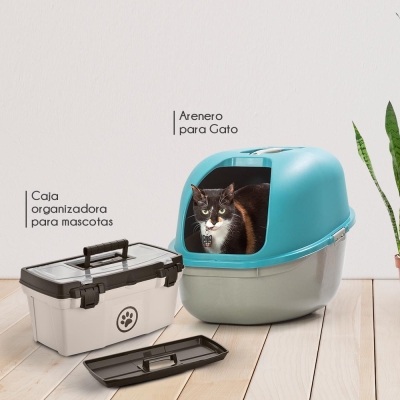 Arenero
para Gato
Caja
organizadora
para mascotas